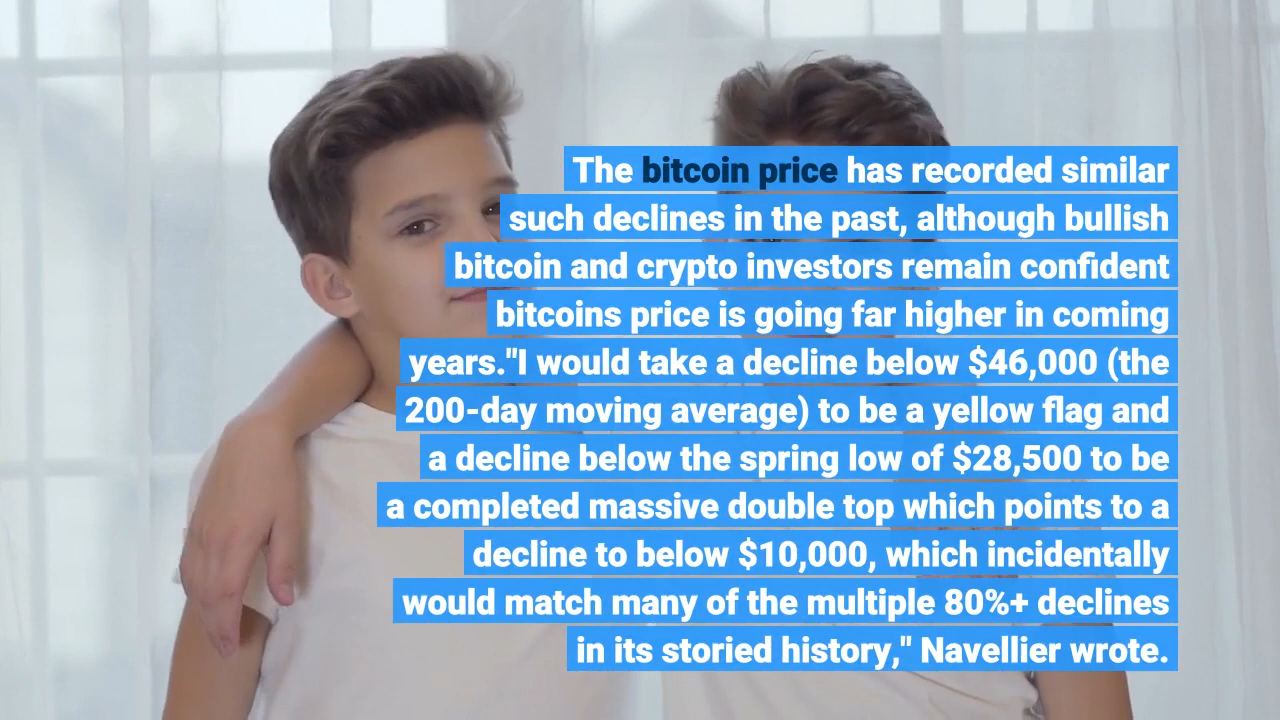 The bitcoin price has recorded similar
such declines in the past, although bullish
bitcoin and crypto investors remain confident
bitcoins price is going far higher in coming
years."I would take a decline below $46,000 (the
200-day moving average) to be a yellow flag and
a decline below the spring low of $28,500 to be
a completed massive double top which points to a
decline to below $10,000, which incidentally
would match many of the multiple 80%+ declines
in its storied history," Navellier wrote.